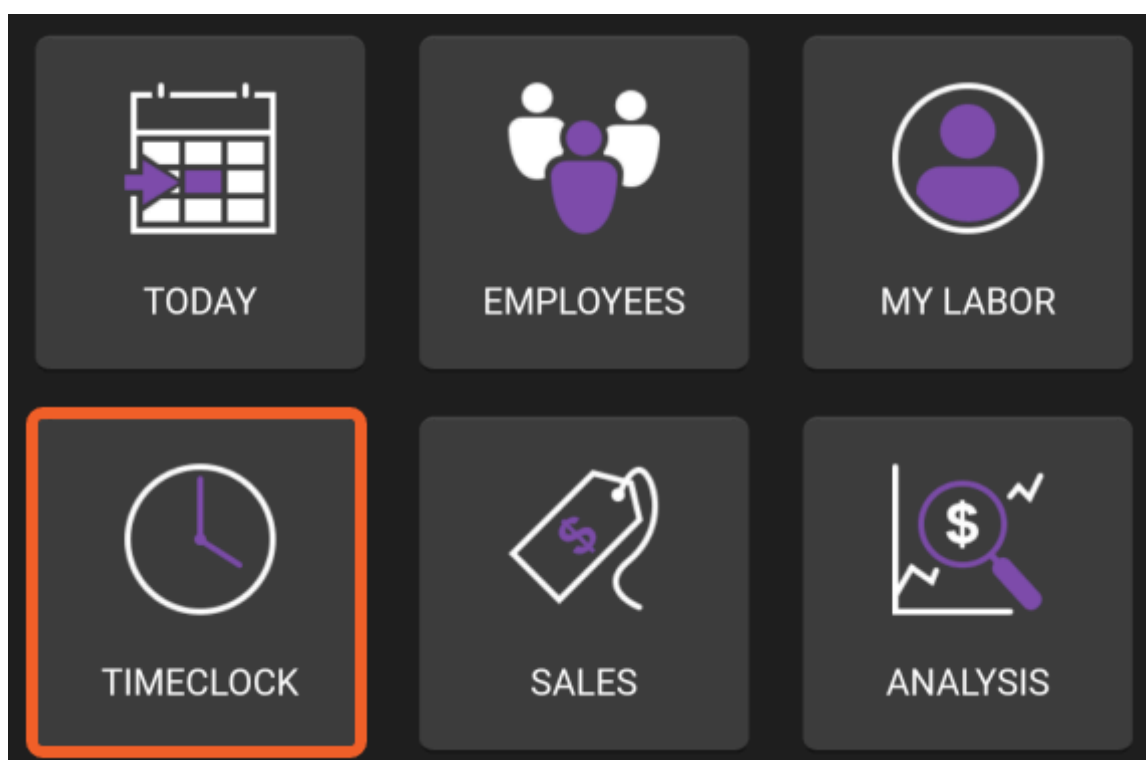 TODAY
EMPLOYEES
MY LABOR
TIMECLOCK
$
SALES
$
ANALYSIS